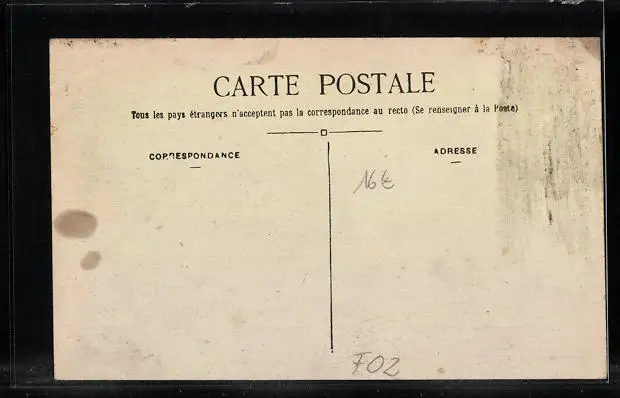 CARTE POSTALE
Tous les pays étrangers n'acceptent pas la correspondance au recto (Se renseigner à la Poste)
CORRESPONDANCE
ADRESSE
16€
F02